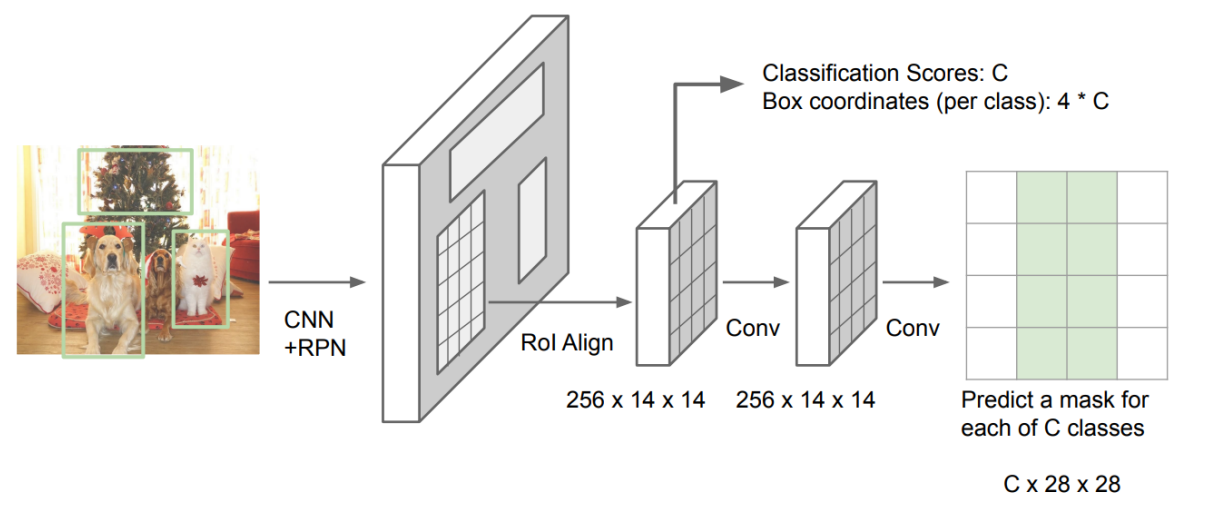 Classification Scores: C
Box coordinates (per class): 4 * C
CNN
+RPN
RoI Align
Conv
Conv
256 x 14 x 14
256 x 14 x 14
Predict a mask for
each of C classes
C x 28 x 28